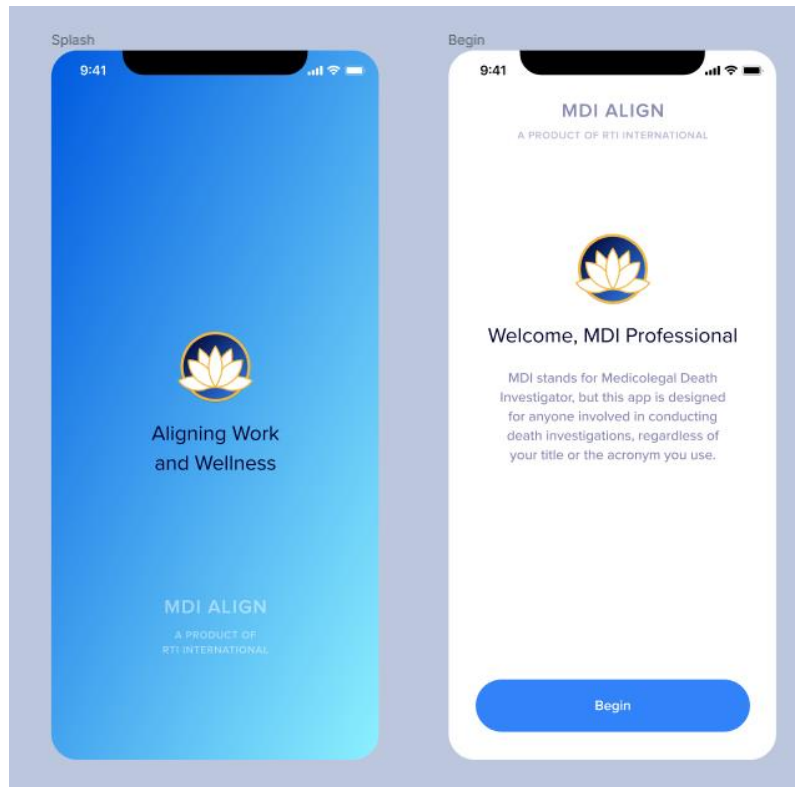 Splash
9:41
Aligning Work
and Wellness
MDI ALIGN
A PRODUCT OF
RTI INTERNATIONAL
Begin
9:41
MDI ALIGN
A PRODUCT OF RTI INTERNATIONAL
Welcome, MDI Professional
MDI stands for Medicolegal Death
Investigator, but this app is designed
for anyone involved in conducting
death investigations, regardless of
your title or the acronym you use.
Begin